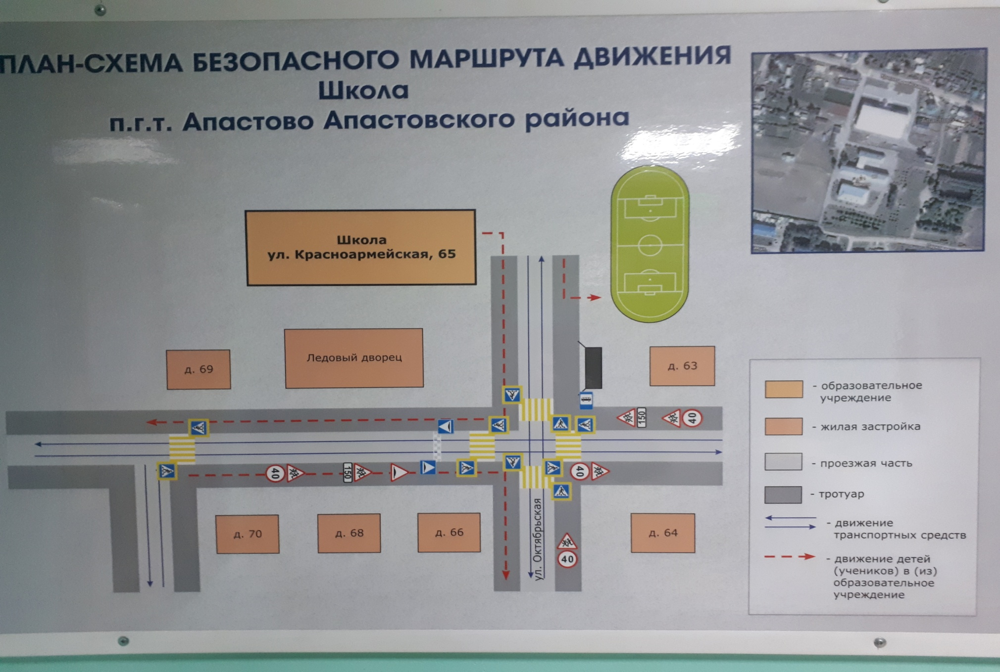 ПЛАН-СХЕМА БЕЗОПАСНОГО МАРШРУТА ДВИЖЕНИЯ
Школа
п.г.т. Апастово Апастовского района
Школа
ул. Красноармейская, 65
Ледовый дворец
д. 69
д. 63
150
40
40
150
40
д. 70
д. 68
д. 66
ул. Октябрьская
д. 64
40
- образовательное
учреждение
- жилая застройка
- проезжая часть
- тротуар
- движение
транспортных средств
- движение детей
(учеников) в (из)
образовательное
учреждение